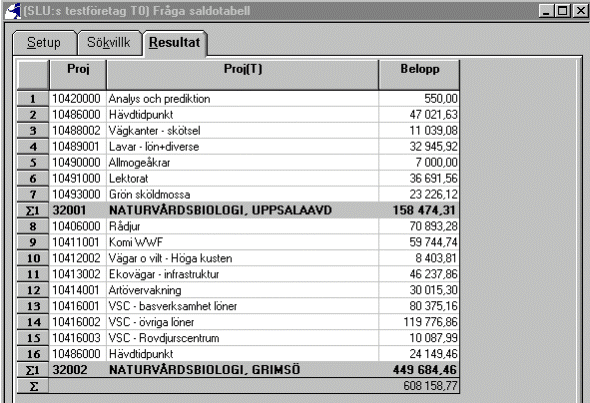 (SLU:s testföretag T0) Fråga saldotabell
Setup Sökvillk Resultat
Proj Proj(T) Belopp
1 10420000 Analys och prediktion 550,00
2 10486000 Hävdtidpunkt 47 021,63
3 10488002 Vägkanter - skötsel 11 039,08
4 10489001 Lavar - lön+diverse 32 945,92
5 10490000 Allmogeåkrar 7 000,00
6 10491000 Lektorat 36 691,56
7 10493000 Grön sköldmossa 23 226,12
Σ1 32001 NATURVÅRDSBIOLOGI, UPPSALAAVD 158 474,31
8 10406000 Rådjur 70 893,28
9 10411001 Komi WWF 59 744,74
10 10412002 Vägar o vilt - Höga kusten 8 403,81
11 10413002 Ekovägar - infrastruktur 46 237,86
12 10414001 Artövervakning 30 015,30
13 10416001 VSC - basverksamhet löner 80 375,16
14 10416002 VSC - övriga löner 119 776,86
15 10416003 VSC - Rovdjurscentrum 10 087,99
16 10486000 Hävdtidpunkt 24 149,46
Σ1 32002 NATURVÅRDSBIOLOGI, GRIMSÖ 449 684,46
Σ 608 158,77